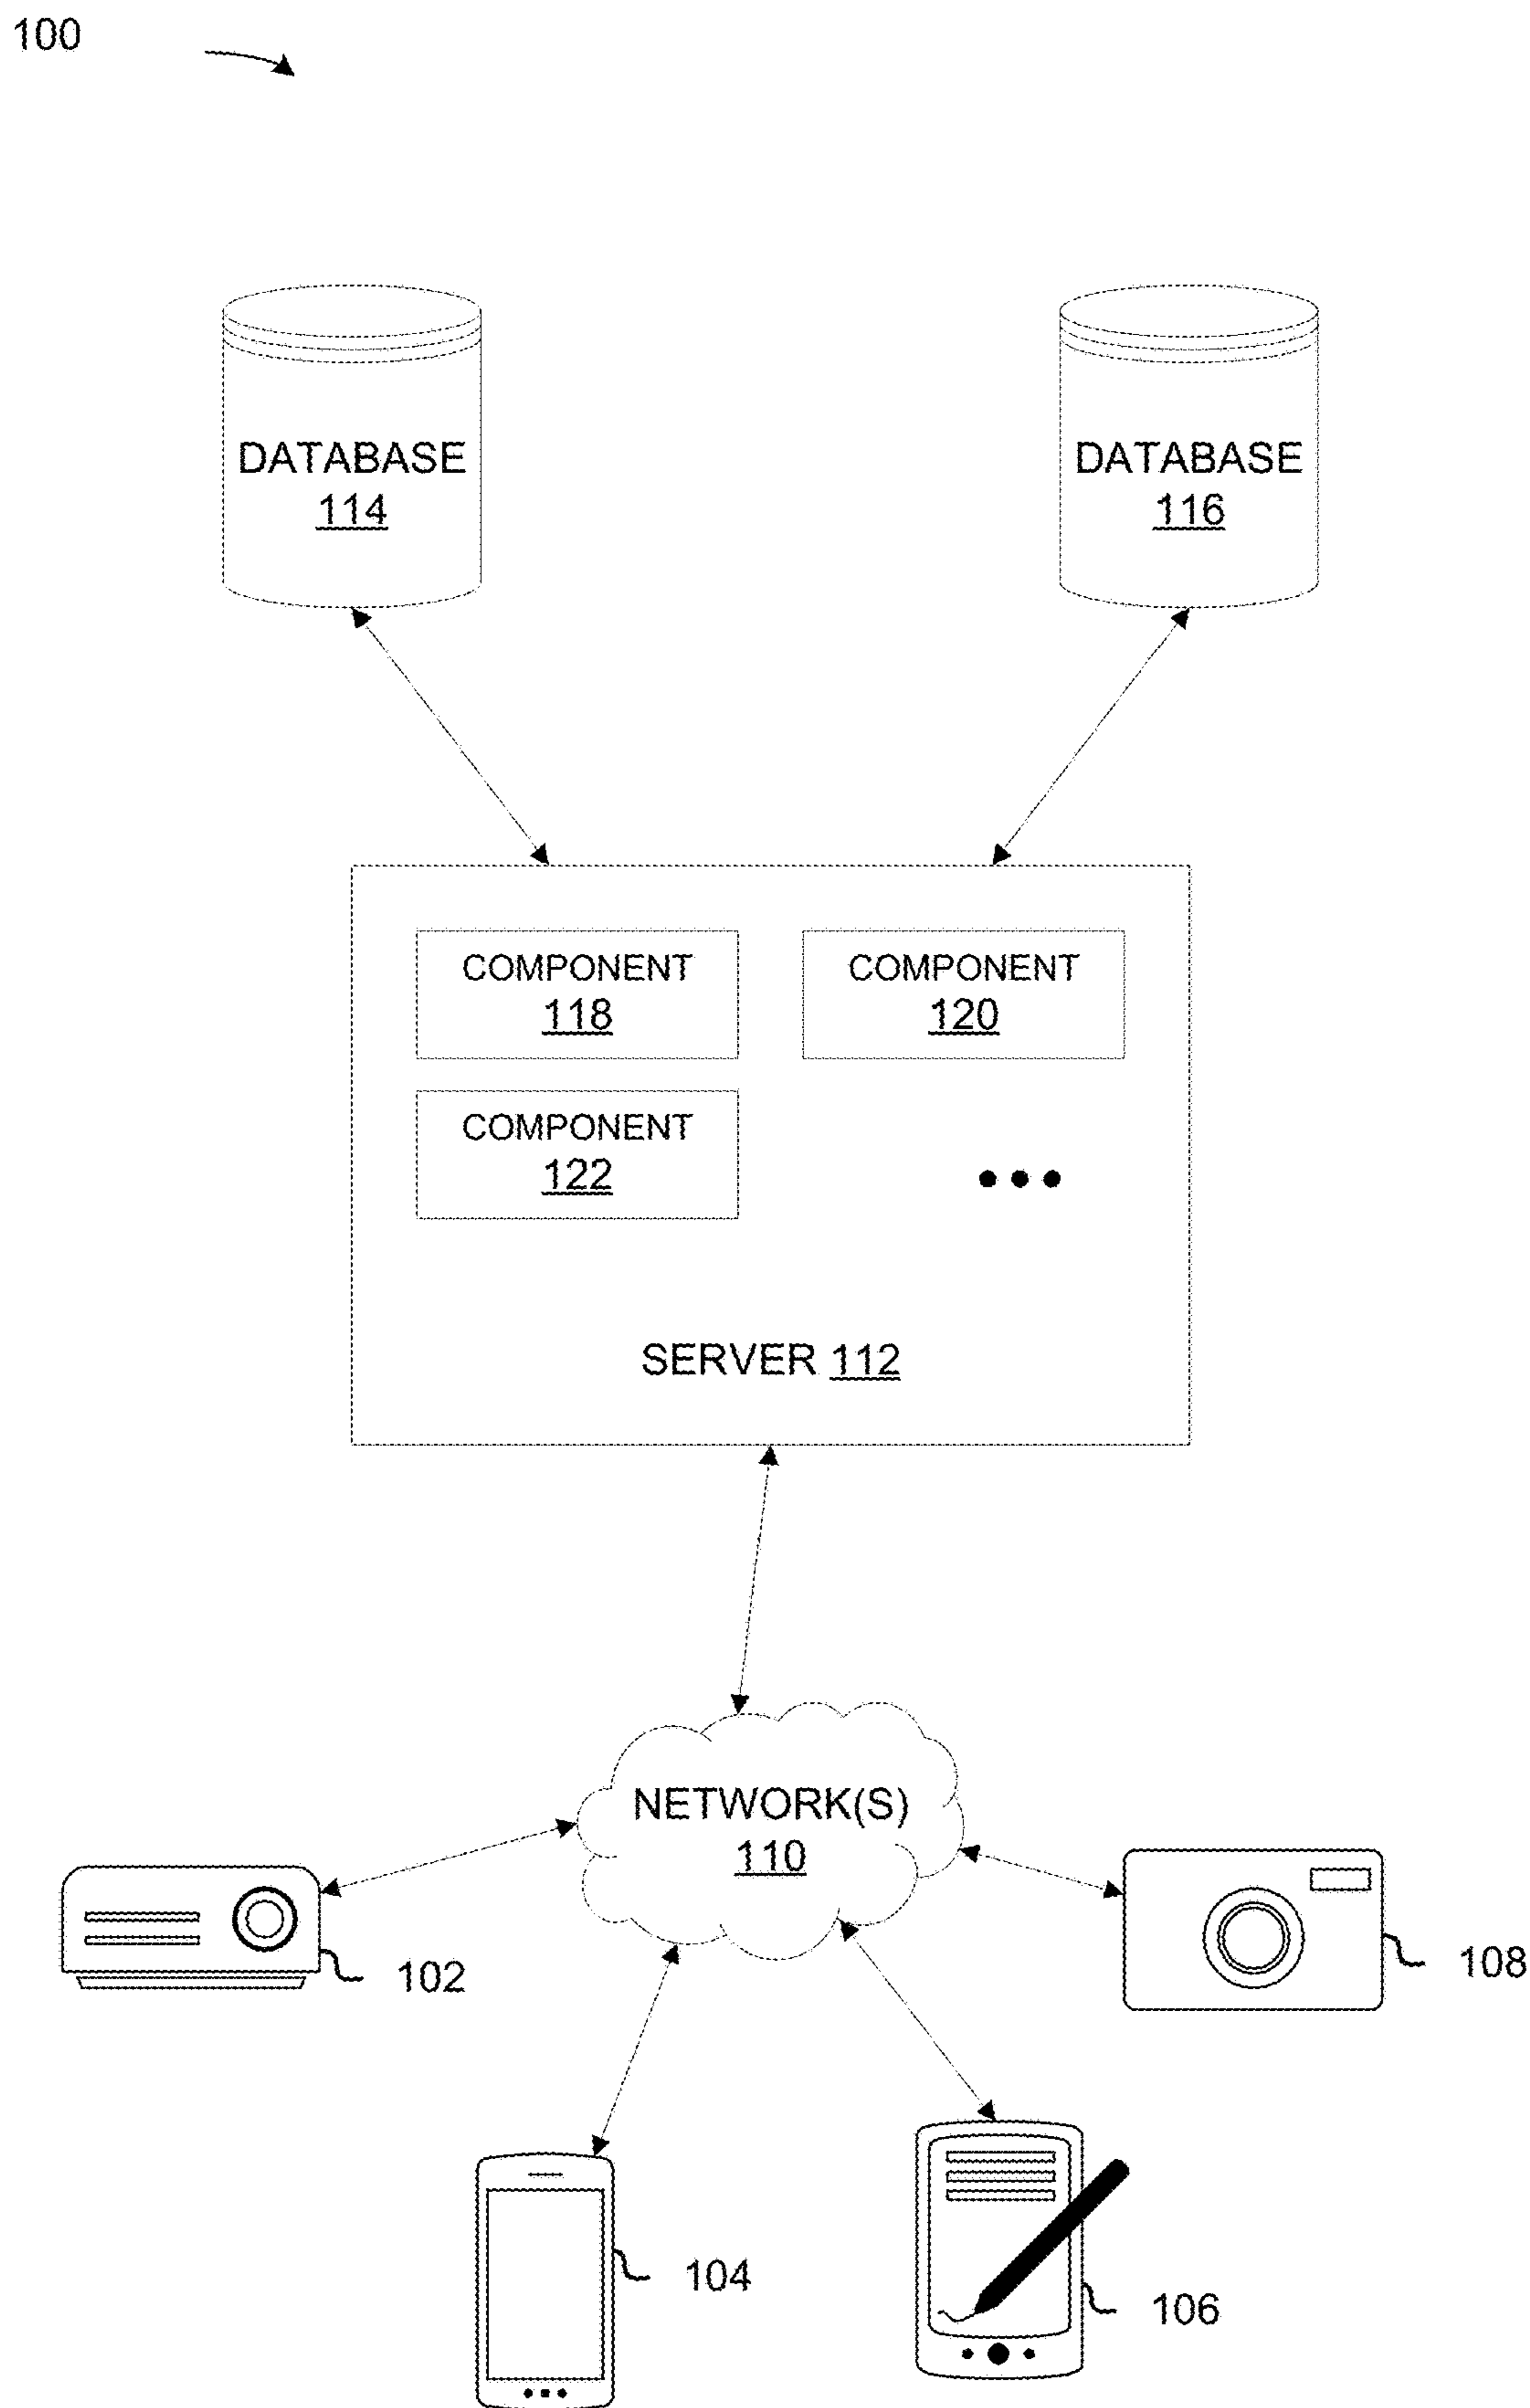 100
DATABASE
114
DATABASE
116
COMPONENT
118
COMPONENT
120
COMPONENT
122
SERVER 112
NETWORK(S)
110
102
108
104
106